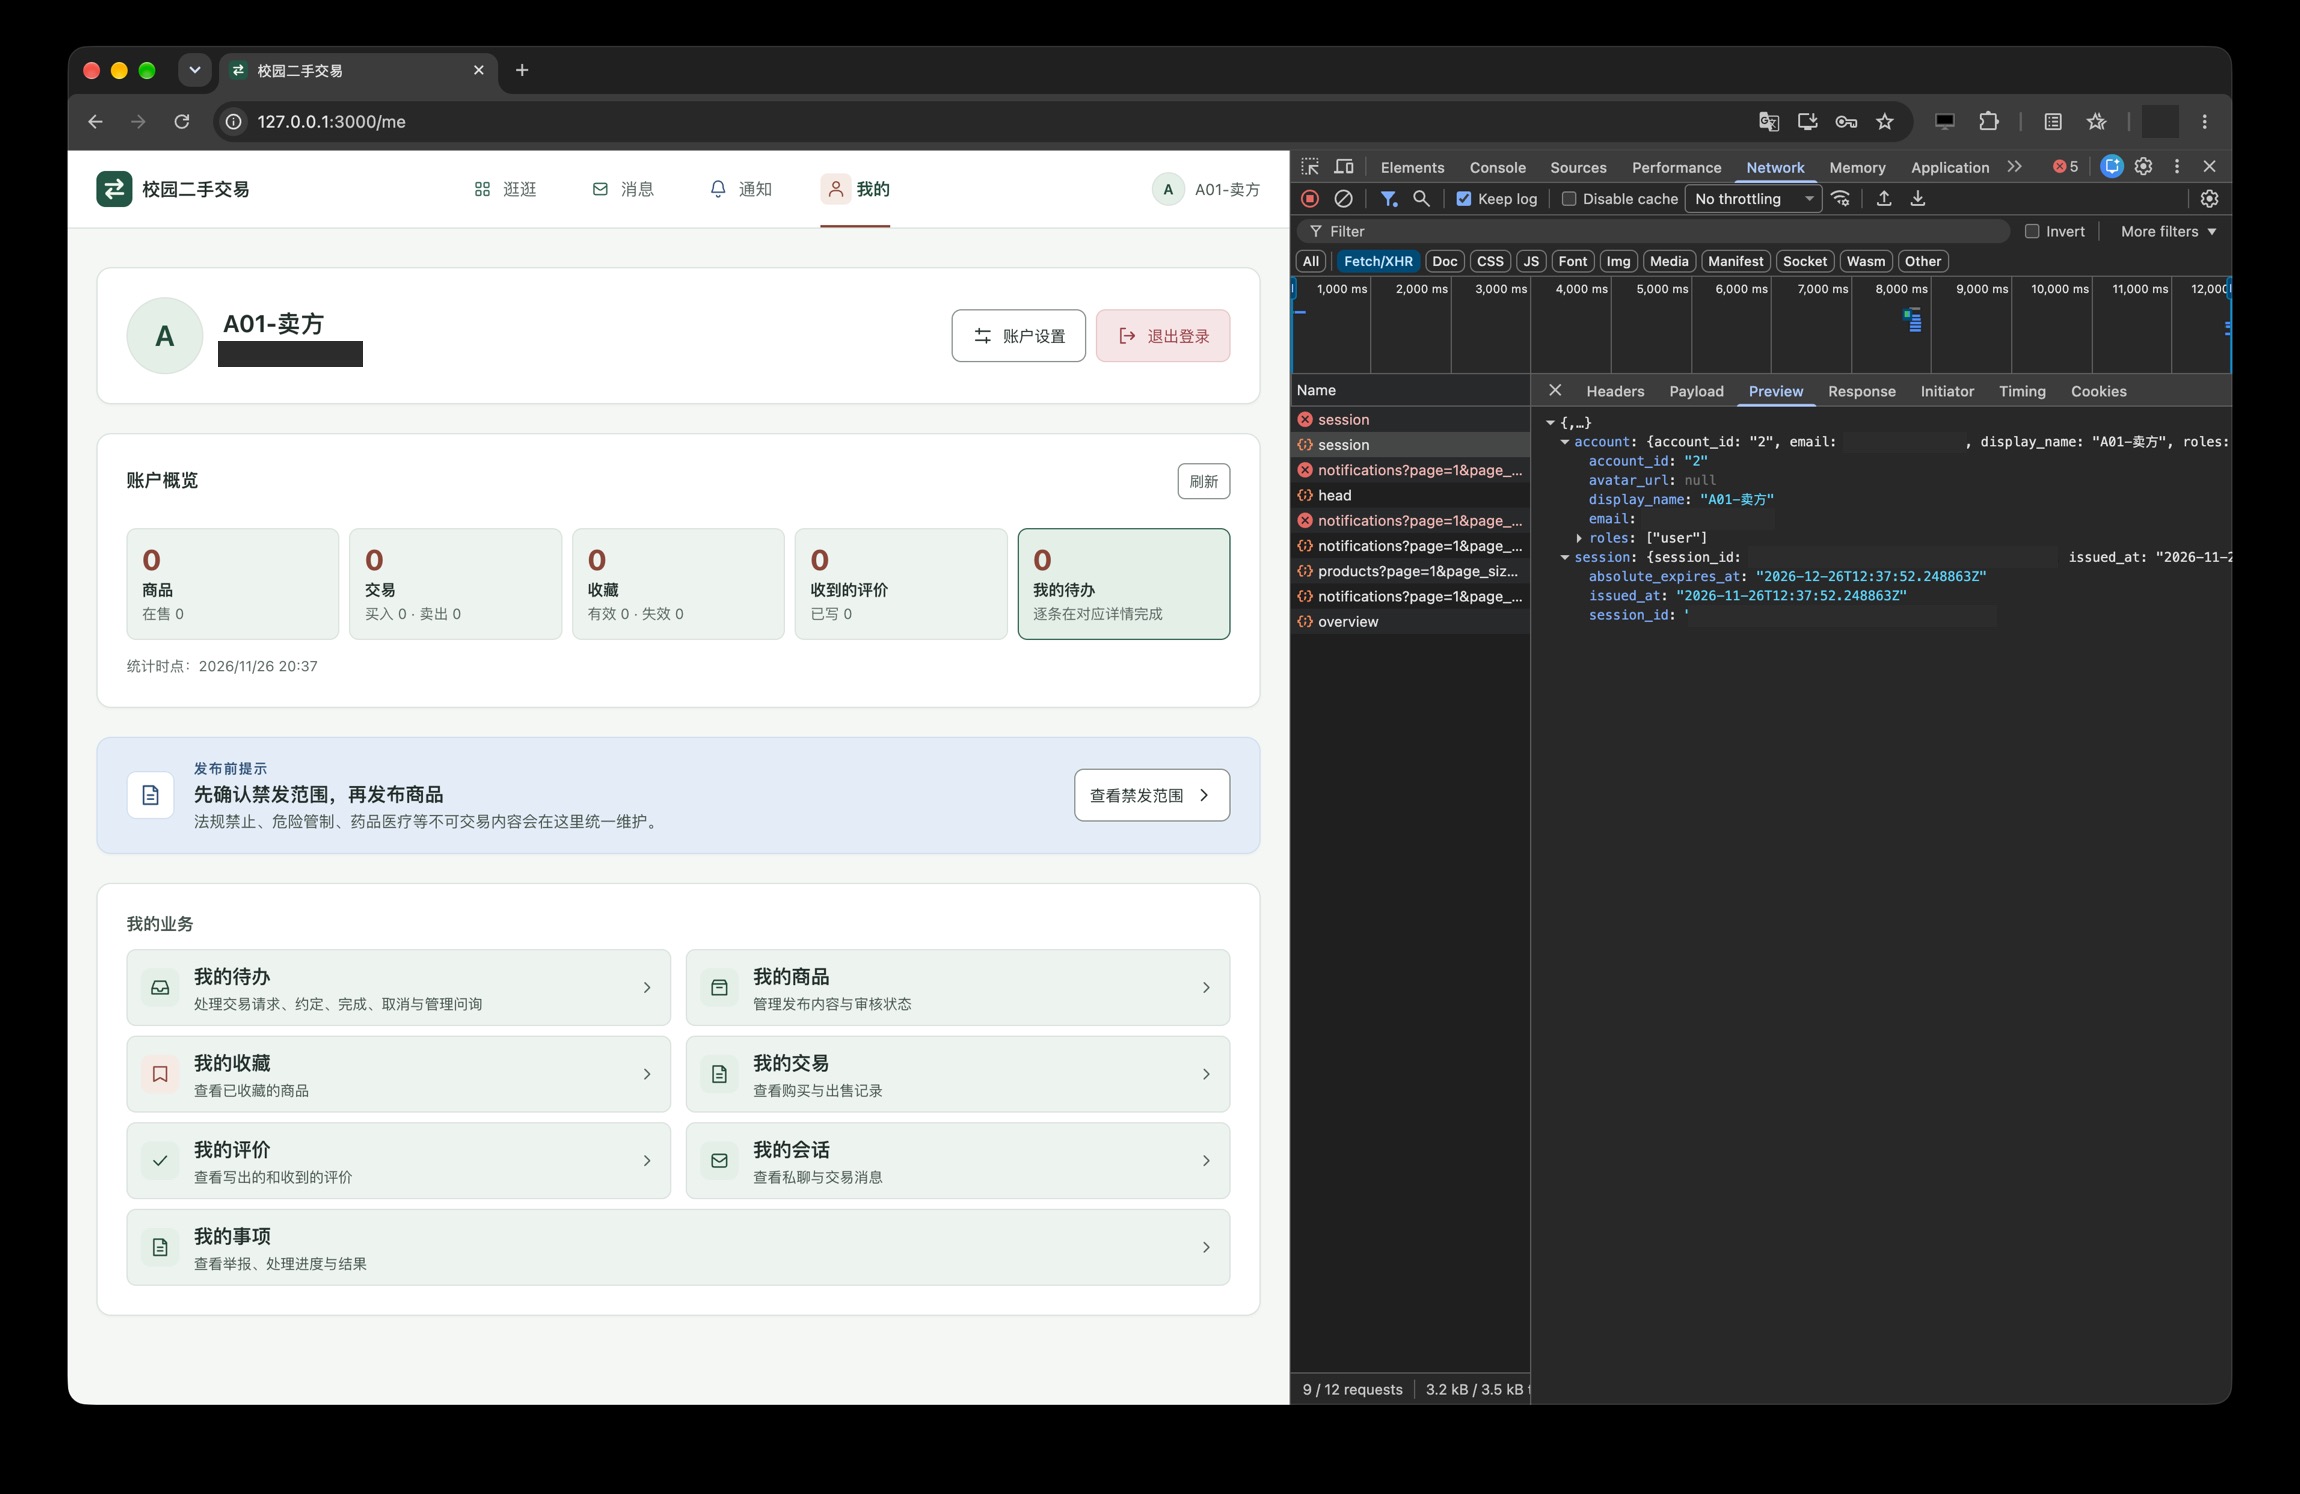 校园二手交易
127.0.0.1:3000/me
校园二手交易
逛逛
消息
通知
我的
A
A01-卖方
A
A01-卖方
账户设置
退出登录
账户概览
刷新
0
商品
在售 0
0
交易
买入 0 · 卖出 0
0
收藏
有效 0 · 失效 0
0
收到的评价
已写 0
0
我的待办
逐条在对应详情完成
统计时点：2026/11/26 20:37
发布前提示
先确认禁发范围，再发布商品
法规禁止、危险管制、药品医疗等不可交易内容会在这里统一维护。
查看禁发范围
我的业务
我的待办
处理交易请求、约定、完成、取消与管理问询
我的商品
管理发布内容与审核状态
我的收藏
查看已收藏的商品
我的交易
查看购买与出售记录
我的评价
查看写出的和收到的评价
我的会话
查看私聊与交易消息
我的事项
查看举报、处理进度与结果
Elements Console Sources Performance Network Memory Application 5
Keep log Disable cache No throttling
Filter Invert More filters
All Fetch/XHR Doc CSS JS Font Img Media Manifest Socket Wasm Other
1,000 ms 2,000 ms 3,000 ms 4,000 ms 5,000 ms 6,000 ms 7,000 ms 8,000 ms 9,000 ms 10,000 ms 11,000 ms 12,000
Name
session
session
notifications?page=1&page_...
head
notifications?page=1&page_...
notifications?page=1&page_...
products?page=1&page_siz...
notifications?page=1&page_...
overview
9 / 12 requests 3.2 kB / 3.5 kB
Headers Payload Preview Response Initiator Timing Cookies
{,…}
account: {account_id: "2", email: , display_name: "A01-卖方", roles:
account_id: "2"
avatar_url: null
display_name: "A01-卖方"
email:
roles: ["user"]
session: {session_id: issued_at: "2026-11-2
absolute_expires_at: "2026-12-26T12:37:52.248863Z"
issued_at: "2026-11-26T12:37:52.248863Z"
session_id: '